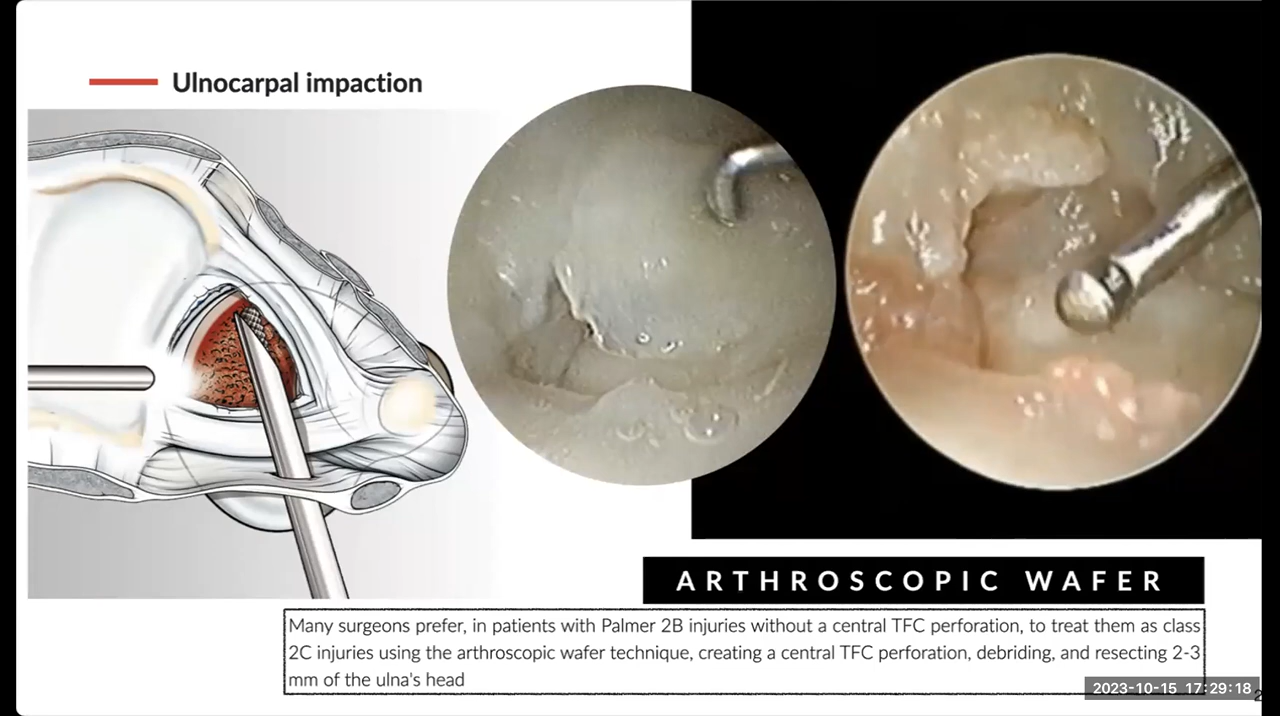 Ulnocarpal impaction
ARTHROSCOPIC WAFER
Many surgeons prefer, in patients with Palmer 2B injuries without a central TFC perforation, to treat them as class
2C injuries using the arthroscopic wafer technique, creating a central TFC perforation, debriding, and resecting 2-3
mm of the ulna's head
2023-10-15 17:29:18